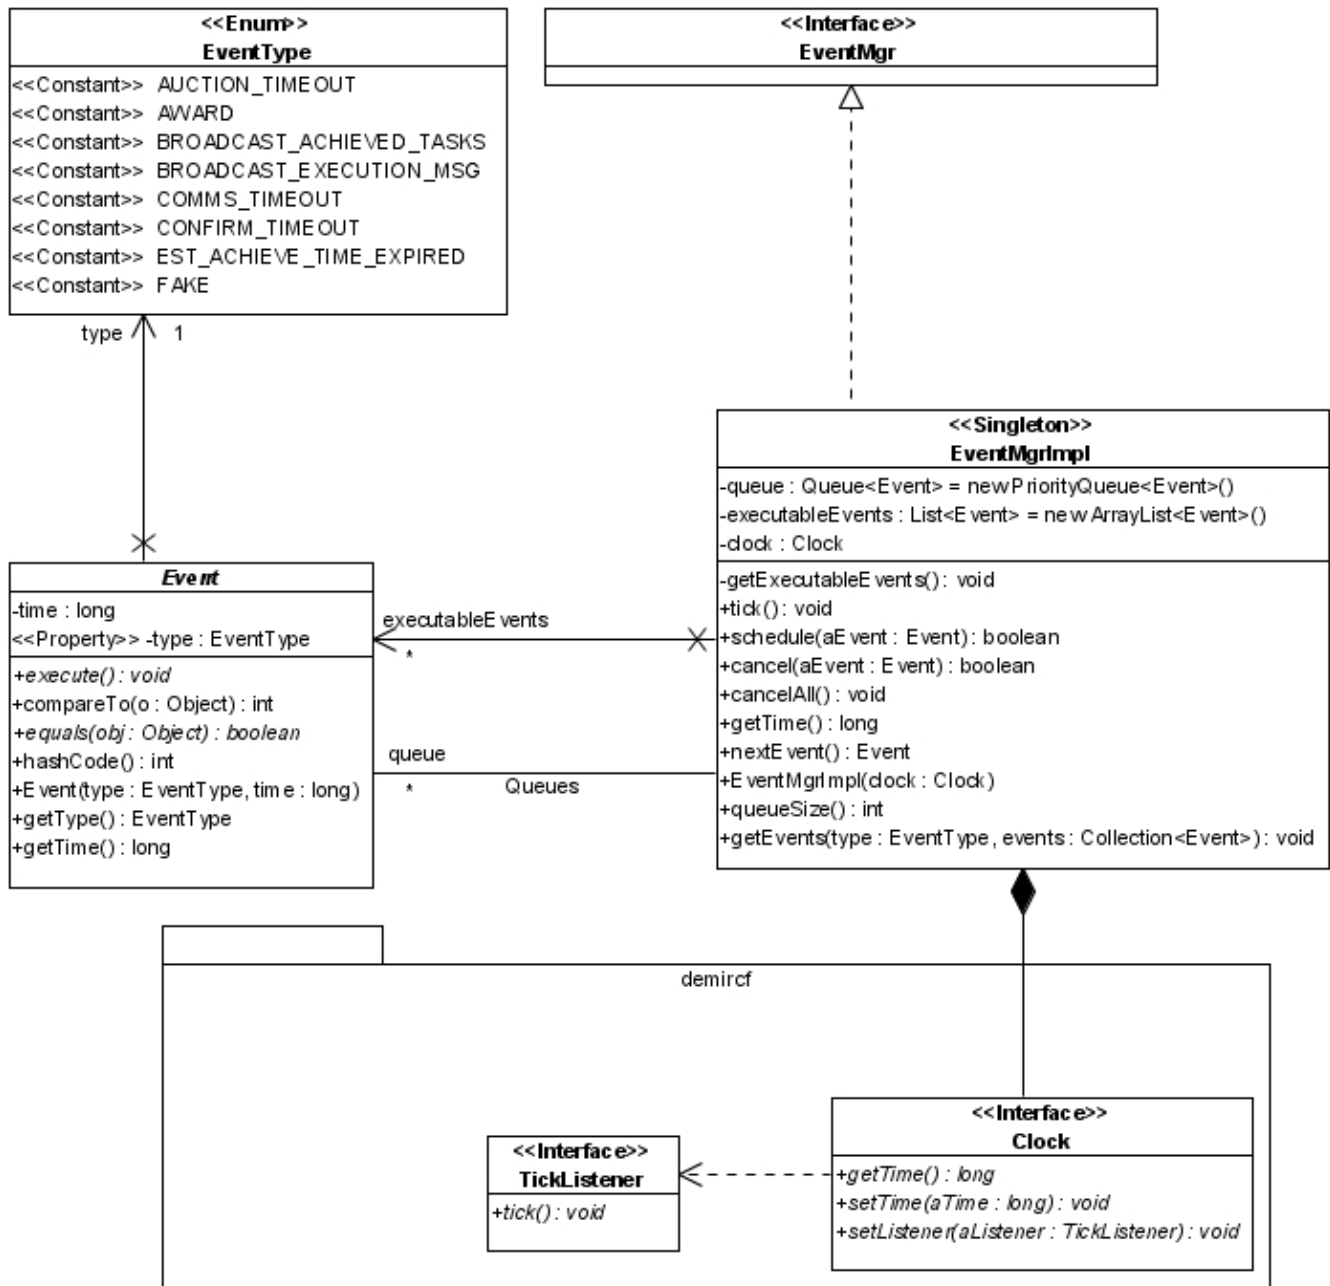 <<Enum>>
EventType
<<Constant>> AUCTION_TIMEOUT
<<Constant>> AWARD
<<Constant>> BROADCAST_ACHIEVED_TASKS
<<Constant>> BROADCAST_EXECUTION_MSG
<<Constant>> COMMS_TIMEOUT
<<Constant>> CONFIRM_TIMEOUT
<<Constant>> EST_ACHIEVE_TIME_EXPIRED
<<Constant>> FAKE
<<Interface>>
EventMgr
type 1
<<Singleton>>
EventMgrImpl
-queue : Queue<Event> = new PriorityQueue<Event>()
-executableEvents : List<Event> = new ArrayList<Event>()
-clock : Clock
-getExecutableEvents() : void
+tick() : void
+schedule(aEvent : Event) : boolean
+cancel(aEvent : Event) : boolean
+cancelAll() : void
+getTime() : long
+nextEvent() : Event
+EventMgrImpl(clock : Clock)
+queueSize() : int
+getEvents(type : EventType, events : Collection<Event>) : void
Event
-time : long
<<Property>> -type : EventType
+execute() : void
+compareTo(o : Object) : int
+equals(obj : Object) : boolean
+hashCode() : int
+Event(type : EventType, time : long)
+getType() : EventType
+getTime() : long
executableEvents
*
queue
*
Queues
demircf
<<Interface>>
TickListener
+tick() : void
<<Interface>>
Clock
+getTime() : long
+setTime(aTime : long) : void
+setListener(aListener : TickListener) : void